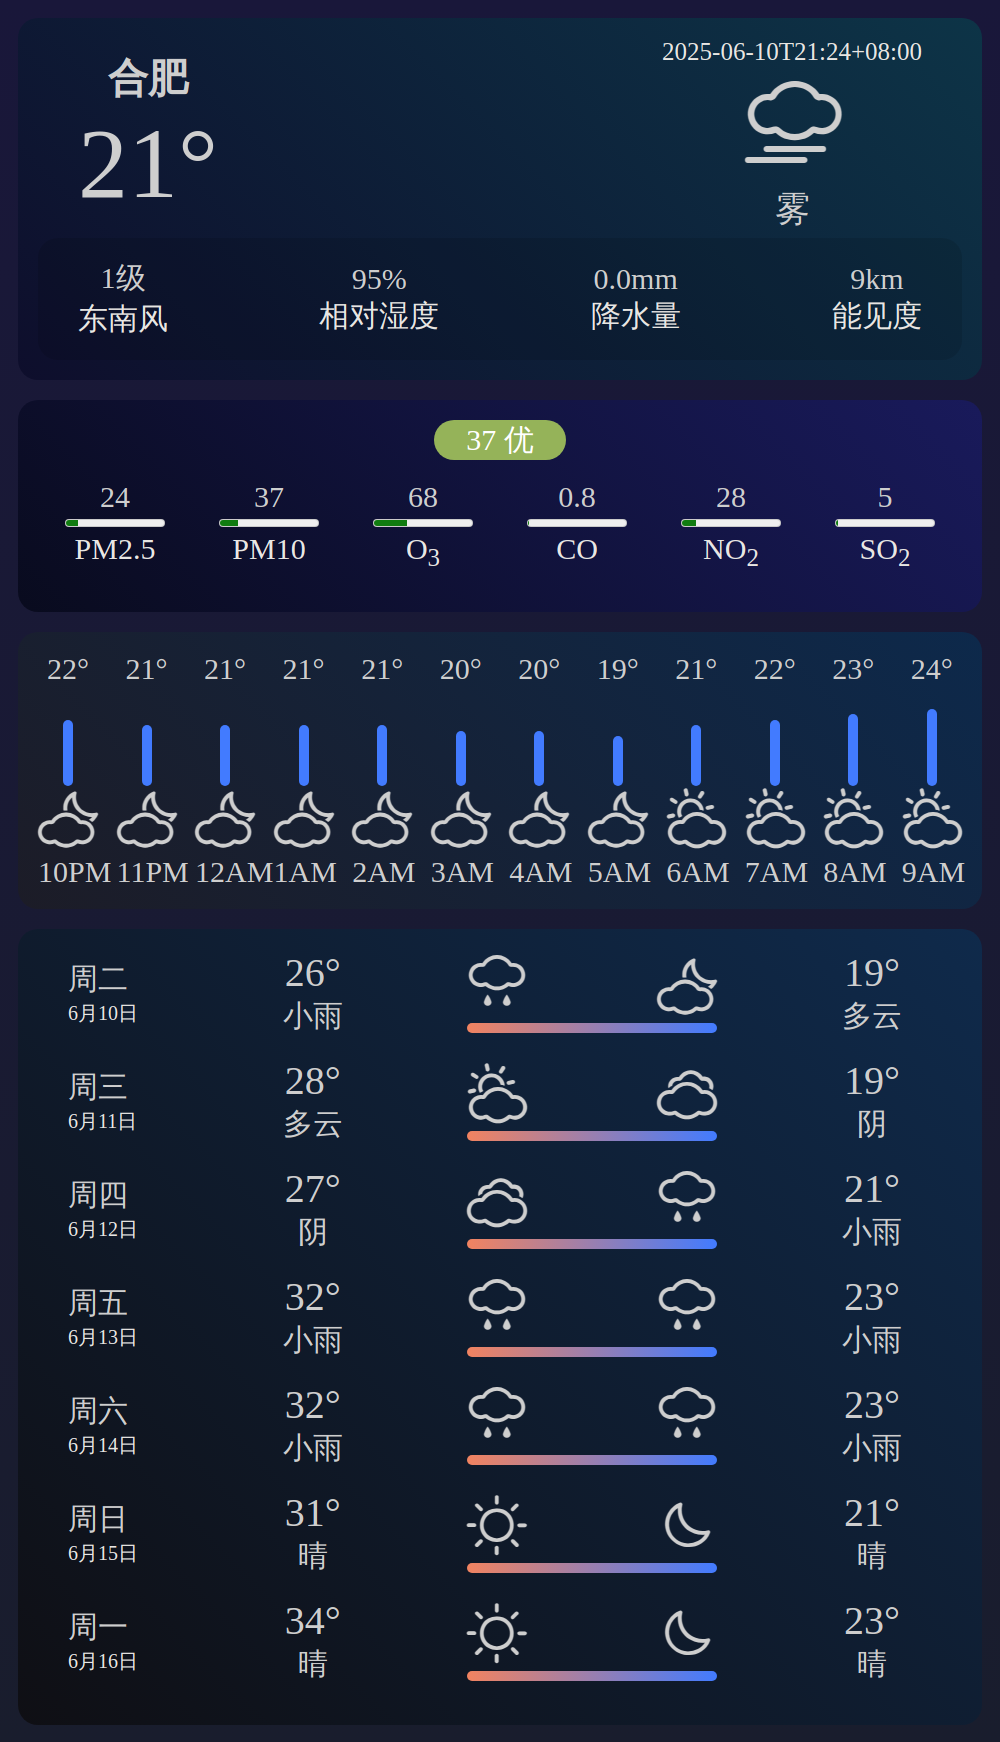 合肥
21°
2025-06-10T21:24+08:00
雾
1级 95% 0.0mm 9km
东南风 相对湿度 降水量 能见度
37 优
24 37 68 0.8 28 5
PM2.5 PM10 O3 CO NO2 SO2
22° 21° 21° 21° 21° 20° 20° 19° 21° 22° 23° 24°
10PM 11PM 12AM 1AM 2AM 3AM 4AM 5AM 6AM 7AM 8AM 9AM
周二 26° 19°
6月10日 小雨 多云
周三 28° 19°
6月11日 多云 阴
周四 27° 21°
6月12日 阴 小雨
周五 32° 23°
6月13日 小雨 小雨
周六 32° 23°
6月14日 小雨 小雨
周日 31° 21°
6月15日 晴 晴
周一 34° 23°
6月16日 晴 晴